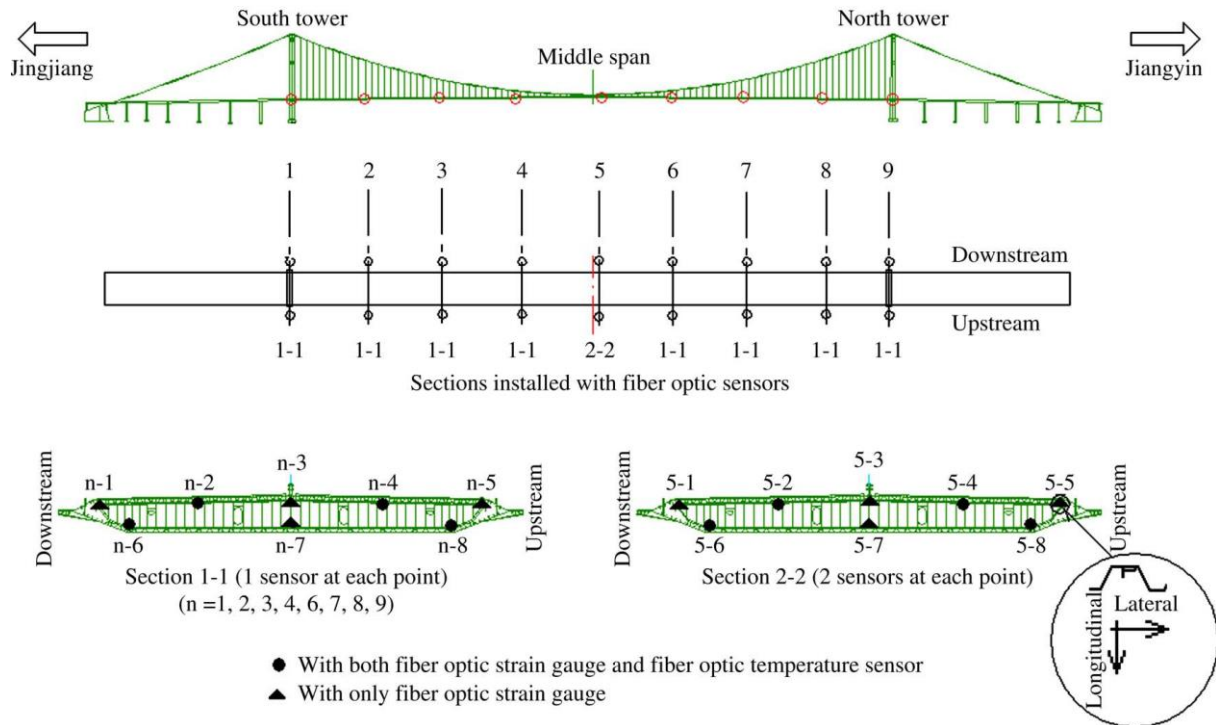 South tower
North tower
Jingjiang
Middle span
Jiangyin
1 2 3 4 5 6 7 8 9
Downstream
Upstream
1-1 1-1 1-1 1-1 2-2 1-1 1-1 1-1 1-1
Sections installed with fiber optic sensors
Downstream
n-1 n-2 n-3 n-4 n-5
n-6 n-7 n-8
Upstream
Section 1-1 (1 sensor at each point)
(n =1, 2, 3, 4, 6, 7, 8, 9)
Downstream
5-1 5-2 5-3 5-4 5-5
5-6 5-7 5-8
Upstream
Section 2-2 (2 sensors at each point)
Lateral
Longitudinal
With both fiber optic strain gauge and fiber optic temperature sensor
With only fiber optic strain gauge